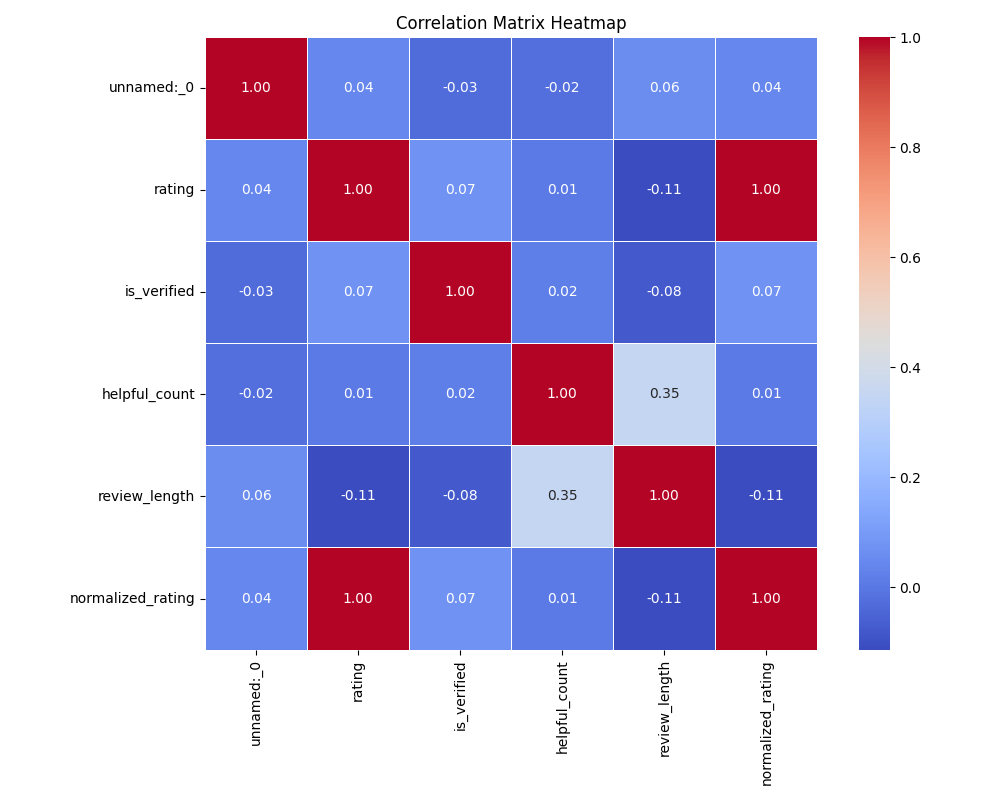 Correlation Matrix Heatmap
unnamed:_0 1.00 0.04 -0.03 -0.02 0.06 0.04
rating 0.04 1.00 0.07 0.01 -0.11 1.00
is_verified -0.03 0.07 1.00 0.02 -0.08 0.07
helpful_count -0.02 0.01 0.02 1.00 0.35 0.01
review_length 0.06 -0.11 -0.08 0.35 1.00 -0.11
normalized_rating 0.04 1.00 0.07 0.01 -0.11 1.00
unnamed:_0
rating
is_verified
helpful_count
review_length
normalized_rating
1.0
0.8
0.6
0.4
0.2
0.0